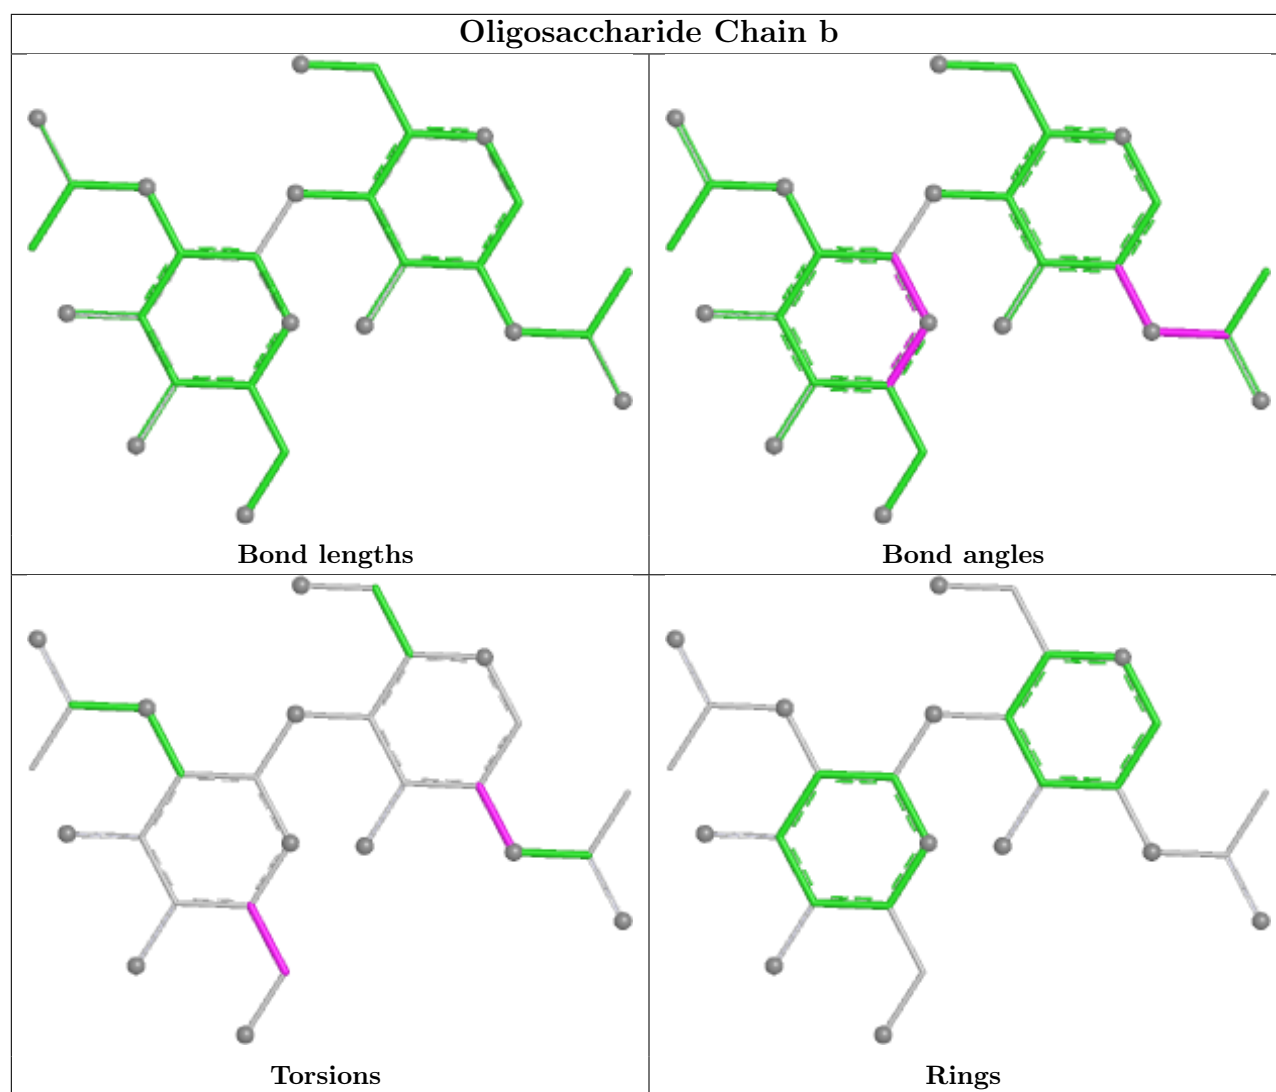 Oligosaccharide Chain b
Bond lengths
Bond angles
Torsions
Rings